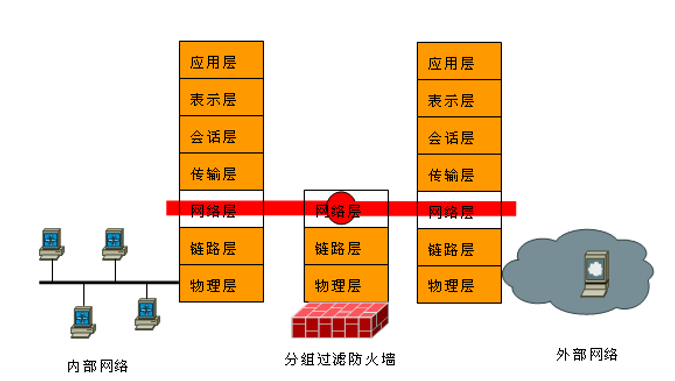 应用层
表示层
会话层
传输层
网络层
链路层
物理层
网络层
链路层
物理层
应用层
表示层
会话层
传输层
网络层
链路层
物理层
内部网络
分组过滤防火墙
外部网络